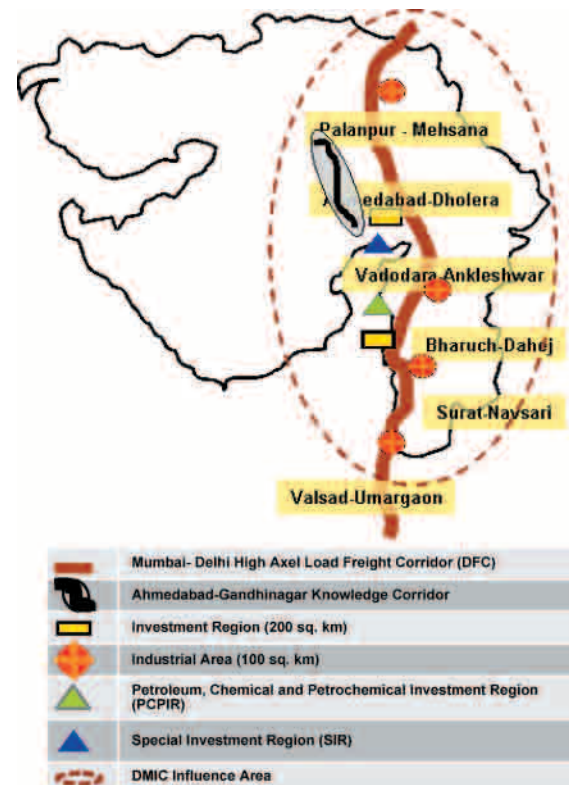 Palanpur - Mehsana
Ahmedabad-Dholera
Vadodara-Ankleshwar
Bharuch-Dahej
Surat-Navsari
Valsad-Umargaon
Mumbai- Delhi High Axel Load Freight Corridor (DFC)
Ahmedabad-Gandhinagar Knowledge Corridor
Investment Region (200 sq. km)
Industrial Area (100 sq. km)
Petroleum, Chemical and Petrochemical Investment Region
(PCPIR)
Special Investment Region (SIR)
DMIC Influence Area